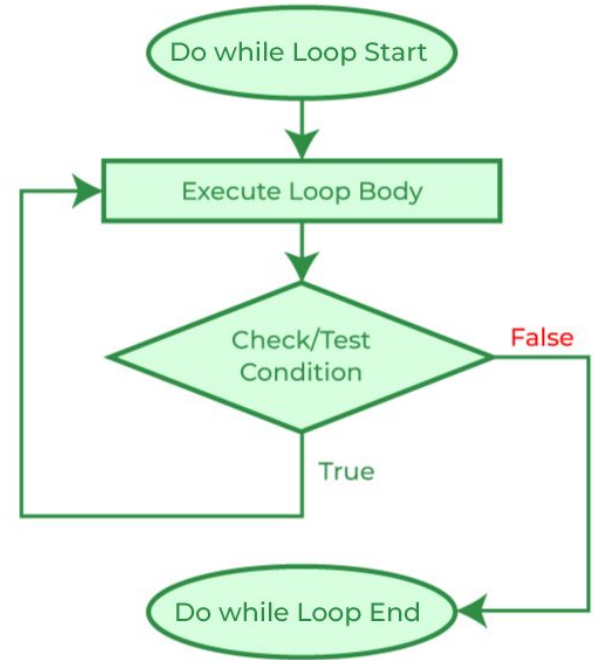 Do while Loop Start
Execute Loop Body
Check/Test
Condition
False
True
Do while Loop End